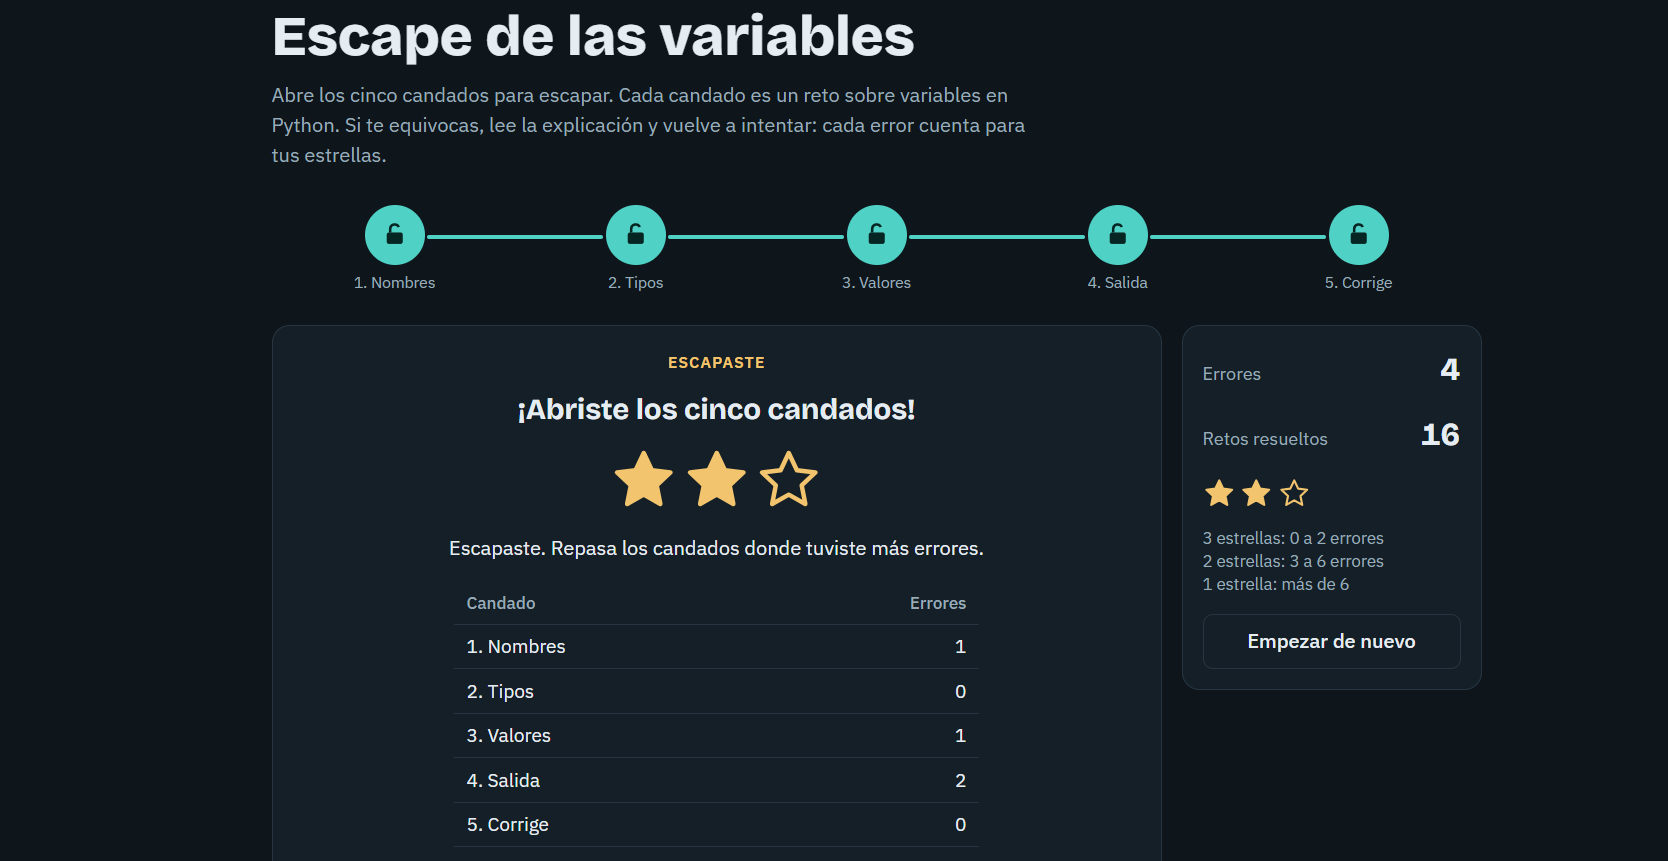 Escape de las variables
Abre los cinco candados para escapar. Cada candado es un reto sobre variables en
Python. Si te equivocas, lee la explicación y vuelve a intentar: cada error cuenta para
tus estrellas.
1. Nombres
2. Tipos
3. Valores
4. Salida
5. Corrige
ESCAPASTE
¡Abriste los cinco candados!
Escapaste. Repasa los candados donde tuviste más errores.
Candado Errores
1. Nombres 1
2. Tipos 0
3. Valores 1
4. Salida 2
5. Corrige 0
Errores 4
Retos resueltos 16
3 estrellas: 0 a 2 errores
2 estrellas: 3 a 6 errores
1 estrella: más de 6
Empezar de nuevo